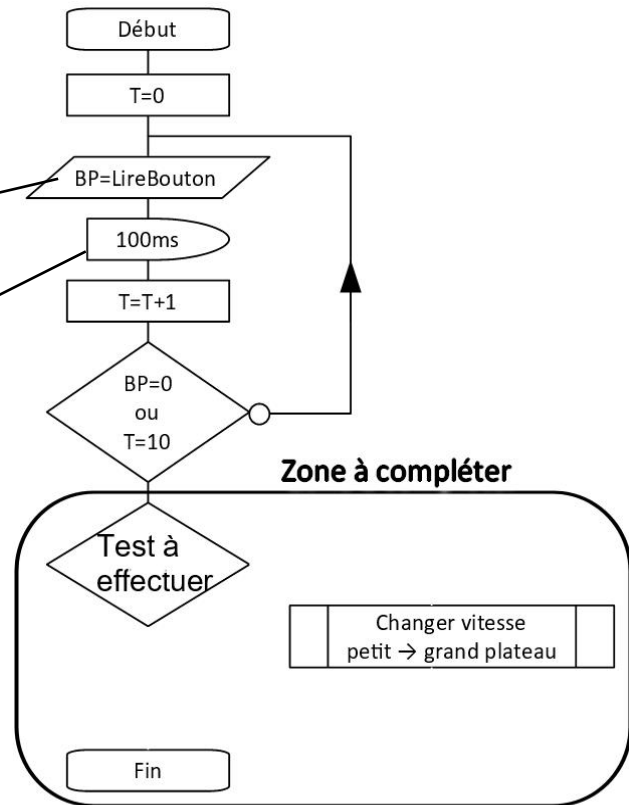 Début
T=0
BP=LireBouton
100ms
T=T+1
BP=0
ou
T=10
Zone à compléter
Test à
effectuer
Changer vitesse
petit → grand plateau
Fin